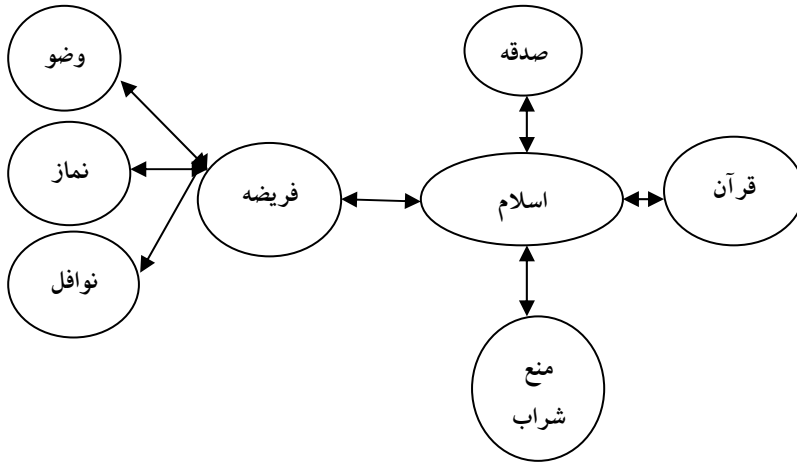 صدقه
وضو
نماز
فریضه
اسلام
قرآن
نوافل
منع
شراب